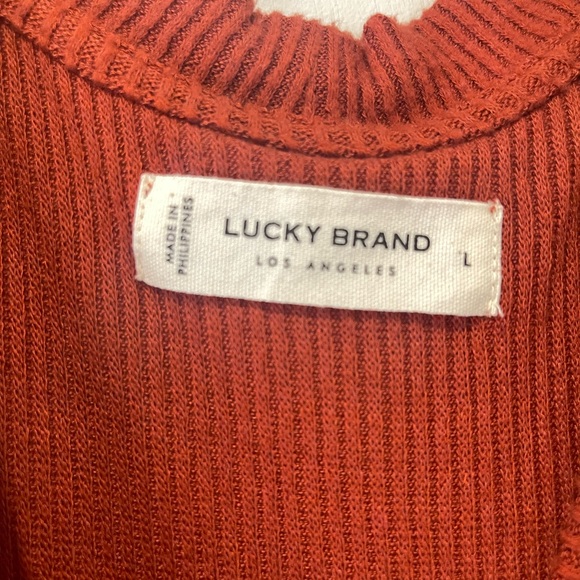 MADE IN
PHILIPPINES
LUCKY BRAND
LOS ANGELES
L